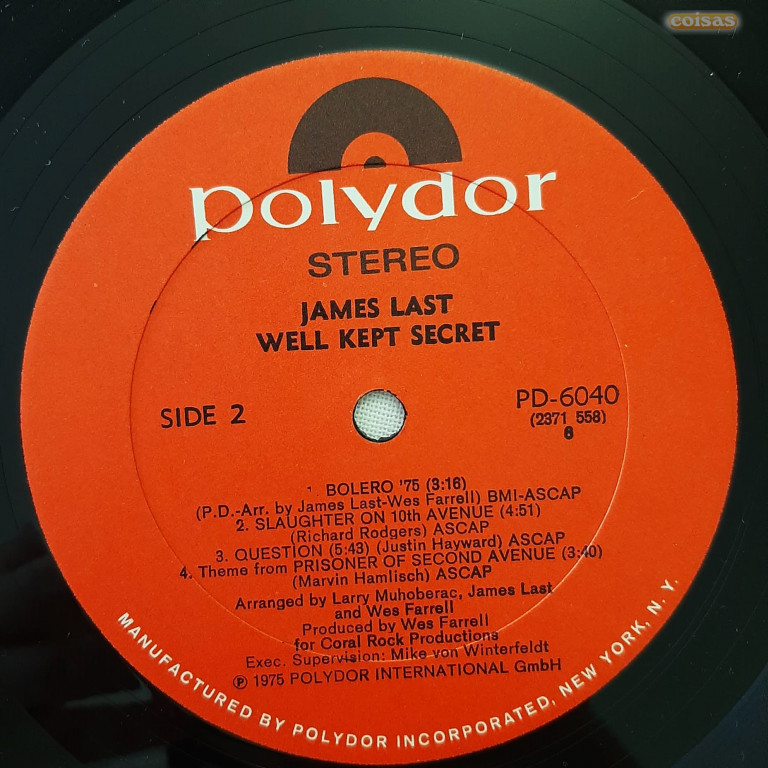 coisas
polydor
STEREO
JAMES LAST
WELL KEPT SECRET
SIDE 2
PD-6040
(2371 558)
6
1. BOLERO '75 (3:16)
(P.D.-Arr. by James Last-Wes Farrell) BMI-ASCAP
2. SLAUGHTER ON 10th AVENUE (4:51)
(Richard Rodgers) ASCAP
3. QUESTION (5:43) (Justin Hayward) ASCAP
4. Theme from PRISONER OF SECOND AVENUE (3:40)
(Marvin Hamlisch) ASCAP
Arranged by Larry Muhoberac, James Last
and Wes Farrell
Produced by Wes Farrell
for Coral Rock Productions
Exec. Supervision: Mike von Winterfeldt
℗ 1975 POLYDOR INTERNATIONAL GmbH
MANUFACTURED BY POLYDOR INCORPORATED, NEW YORK, N. Y.